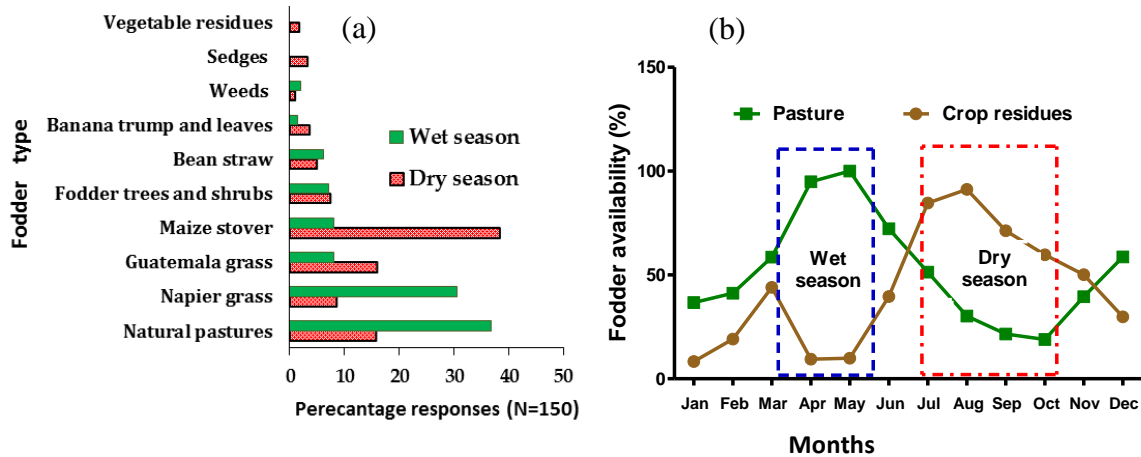 (a)
Fodder type
Vegetable residues
Sedges
Weeds
Banana trump and leaves
Bean straw
Fodder trees and shrubs
Maize stover
Guatemala grass
Napier grass
Natural pastures
Wet season
Dry season
0 10 20 30 40 50
Perecantage responses (N=150)
(b)
Fodder availability (%)
150
100
50
0
Pasture
Crop residues
Wet
season
Dry
season
Jan Feb Mar Apr May Jun Jul Aug Sep Oct Nov Dec
Months